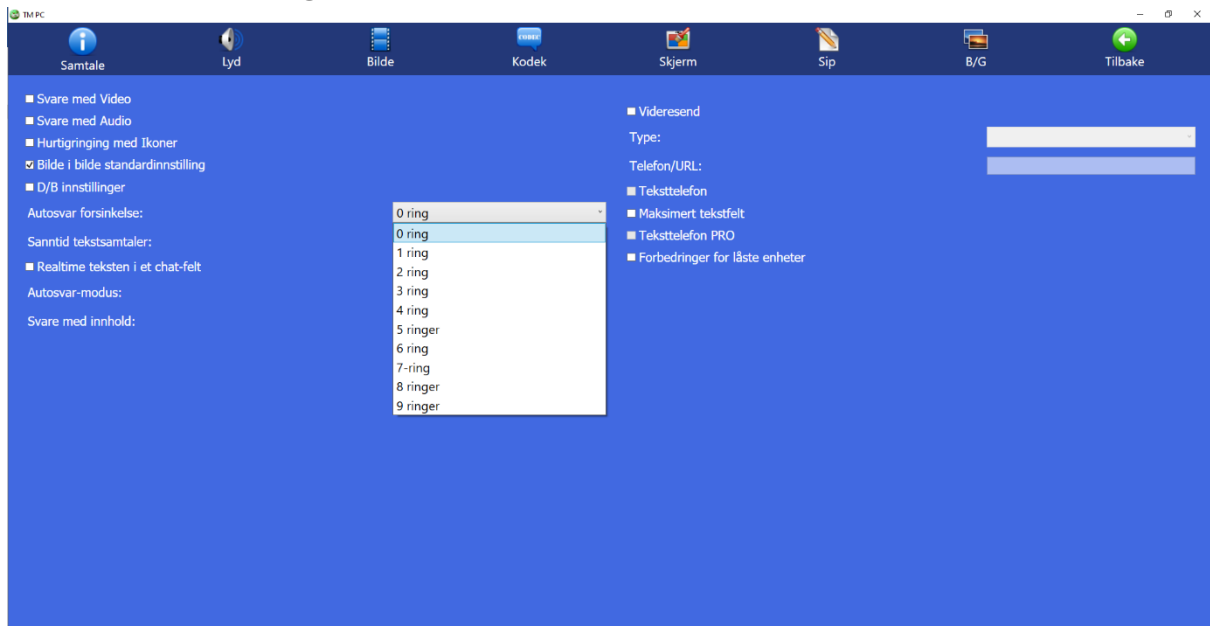 TM PC
Samtale
Lyd
Bilde
CODEC
Kodek
Skjerm
Sip
B/G
Tilbake
Svare med Video
Svare med Audio
Hurtigringing med Ikoner
Bilde i bilde standardinnstilling
D/B innstillinger
Autosvar forsinkelse:
0 ring
0 ring
1 ring
2 ring
3 ring
4 ring
5 ringer
6 ring
7-ring
8 ringer
9 ringer
Sanntid tekstsamtaler:
Realtime teksten i et chat-felt
Autosvar-modus:
Svare med innhold:
Videresend
Type:
Telefon/URL:
Teksttelefon
Maksimert tekstfelt
Teksttelefon PRO
Forbedringer for låste enheter